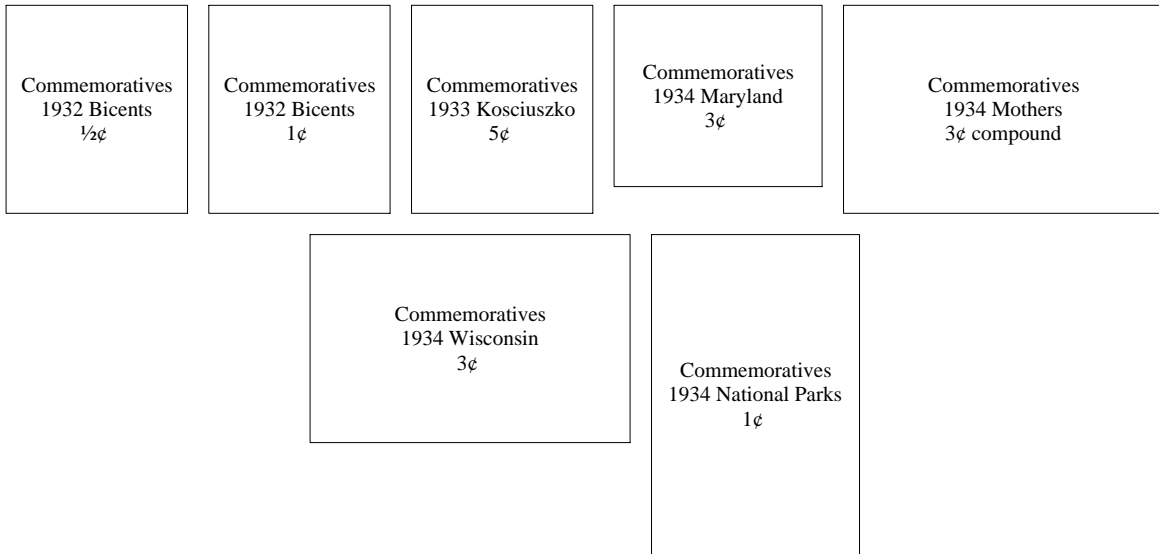 Commemoratives
1932 Bicents
½¢
Commemoratives
1932 Bicents
1¢
Commemoratives
1933 Kosciuszko
5¢
Commemoratives
1934 Maryland
3¢
Commemoratives
1934 Mothers
3¢ compound
Commemoratives
1934 Wisconsin
3¢
Commemoratives
1934 National Parks
1¢